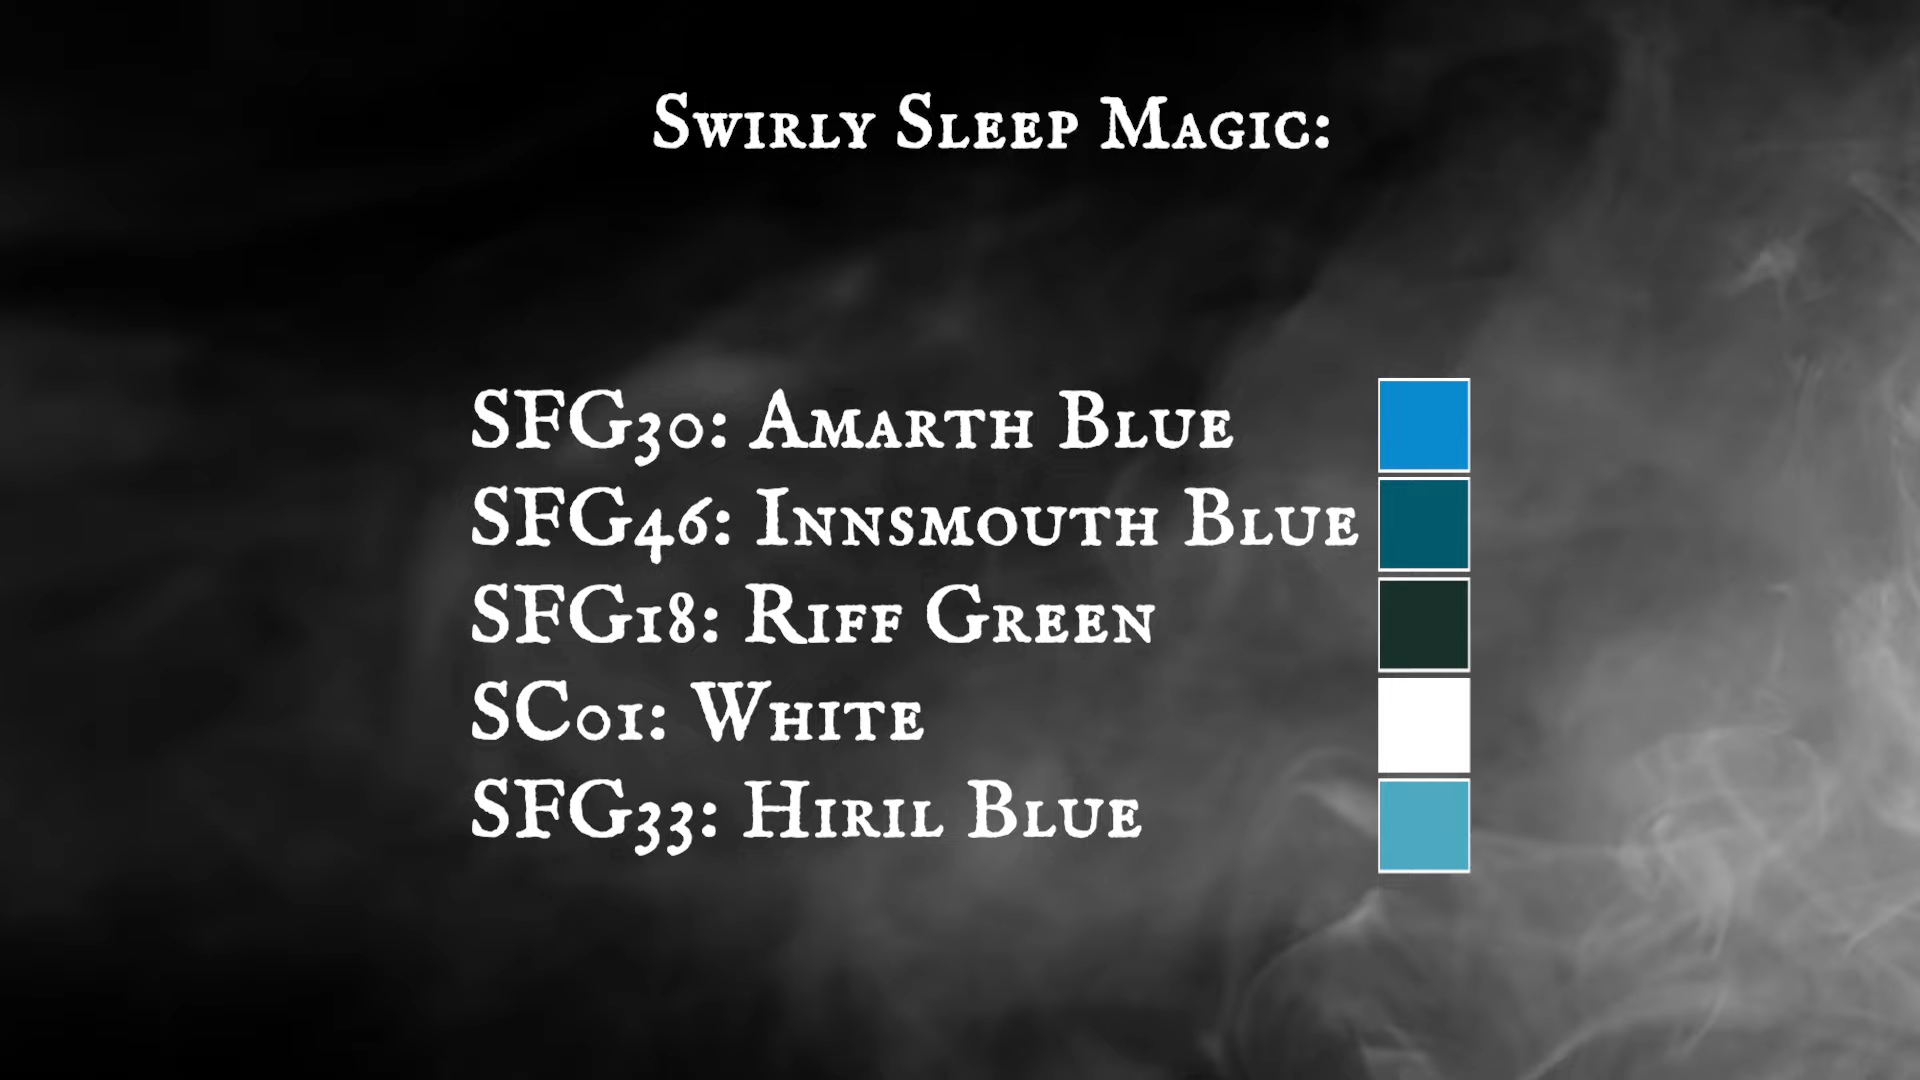 Swirly Sleep Magic:
SFG30: Amarth Blue
SFG46: Innsmouth Blue
SFG18: Riff Green
SC01: White
SFG33: Hiril Blue